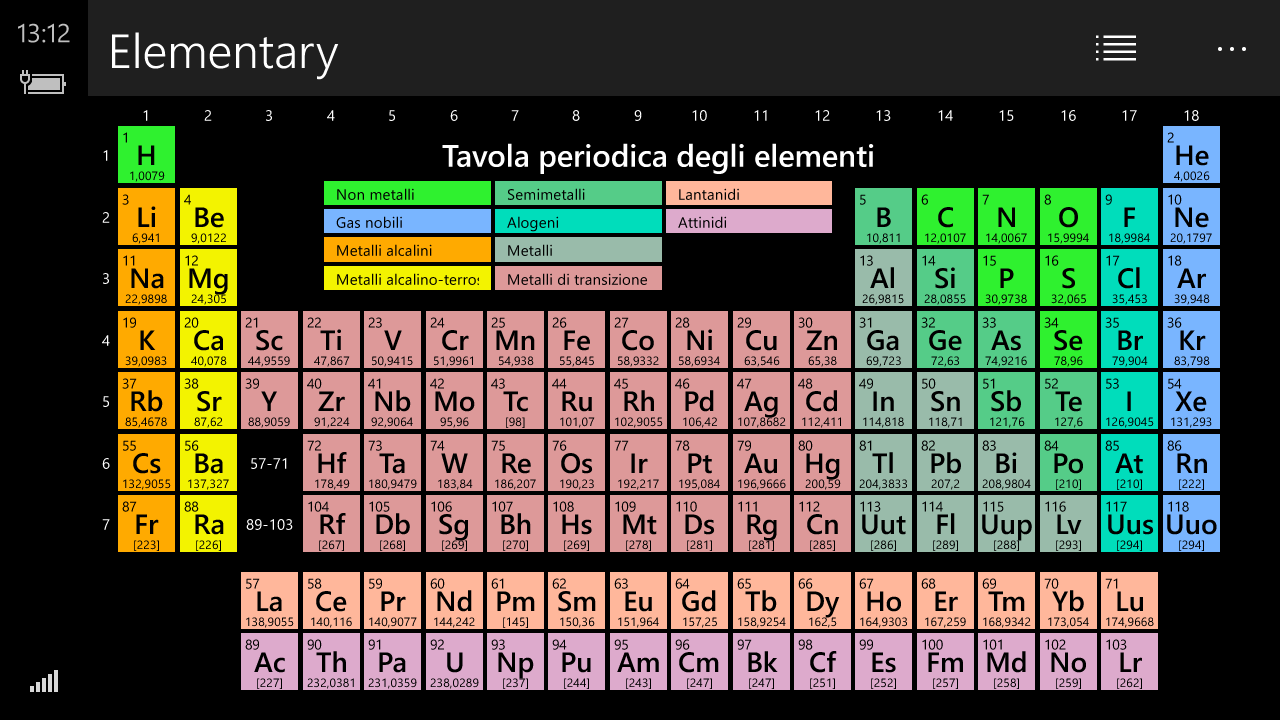 13:12
Elementary
1 2 3 4 5 6 7 8 9 10 11 12 13 14 15 16 17 18
Tavola periodica degli elementi
Non metalli Semimetalli Lantanidi
Gas nobili Alogeni Attinidi
Metalli alcalini Metalli
Metalli alcalino-terros Metalli di transizione
1
1 2
H He
1,0079 4,0026
2
3 4 5 6 7 8 9 10
Li Be B C N O F Ne
6,941 9,0122 10,811 12,0107 14,0067 15,9994 18,9984 20,1797
3
11 12 13 14 15 16 17 18
Na Mg Al Si P S Cl Ar
22,9898 24,305 26,9815 28,0855 30,9738 32,065 35,453 39,948
4
19 20 21 22 23 24 25 26 27 28 29 30 31 32 33 34 35 36
K Ca Sc Ti V Cr Mn Fe Co Ni Cu Zn Ga Ge As Se Br Kr
39,0983 40,078 44,9559 47,867 50,9415 51,9961 54,938 55,845 58,9332 58,6934 63,546 65,38 69,723 72,63 74,9216 78,96 79,904 83,798
5
37 38 39 40 41 42 43 44 45 46 47 48 49 50 51 52 53 54
Rb Sr Y Zr Nb Mo Tc Ru Rh Pd Ag Cd In Sn Sb Te I Xe
85,4678 87,62 88,9059 91,224 92,9064 95,96 [98] 101,07 102,9055 106,42 107,8682 112,411 114,818 118,71 121,76 127,6 126,9045 131,293
6
55 56 72 73 74 75 76 77 78 79 80 81 82 83 84 85 86
Cs Ba 57-71 Hf Ta W Re Os Ir Pt Au Hg Tl Pb Bi Po At Rn
132,9055 137,327 178,49 180,9479 183,84 186,207 190,23 192,217 195,084 196,9666 200,59 204,3833 207,2 208,9804 [210] [210] [222]
7
87 88 104 105 106 107 108 109 110 111 112 113 114 115 116 117 118
Fr Ra 89-103 Rf Db Sg Bh Hs Mt Ds Rg Cn Uut Fl Uup Lv Uus Uuo
[223] [226] [267] [268] [269] [270] [269] [278] [281] [281] [285] [286] [289] [288] [293] [294] [294]
57 58 59 60 61 62 63 64 65 66 67 68 69 70 71
La Ce Pr Nd Pm Sm Eu Gd Tb Dy Ho Er Tm Yb Lu
138,9055 140,116 140,9077 144,242 [145] 150,36 151,964 157,25 158,9254 162,5 164,9303 167,259 168,9342 173,054 174,9668
89 90 91 92 93 94 95 96 97 98 99 100 101 102 103
Ac Th Pa U Np Pu Am Cm Bk Cf Es Fm Md No Lr
[227] 232,0381 231,0359 238,0289 [237] [244] [243] [247] [247] [251] [252] [257] [258] [259] [262]